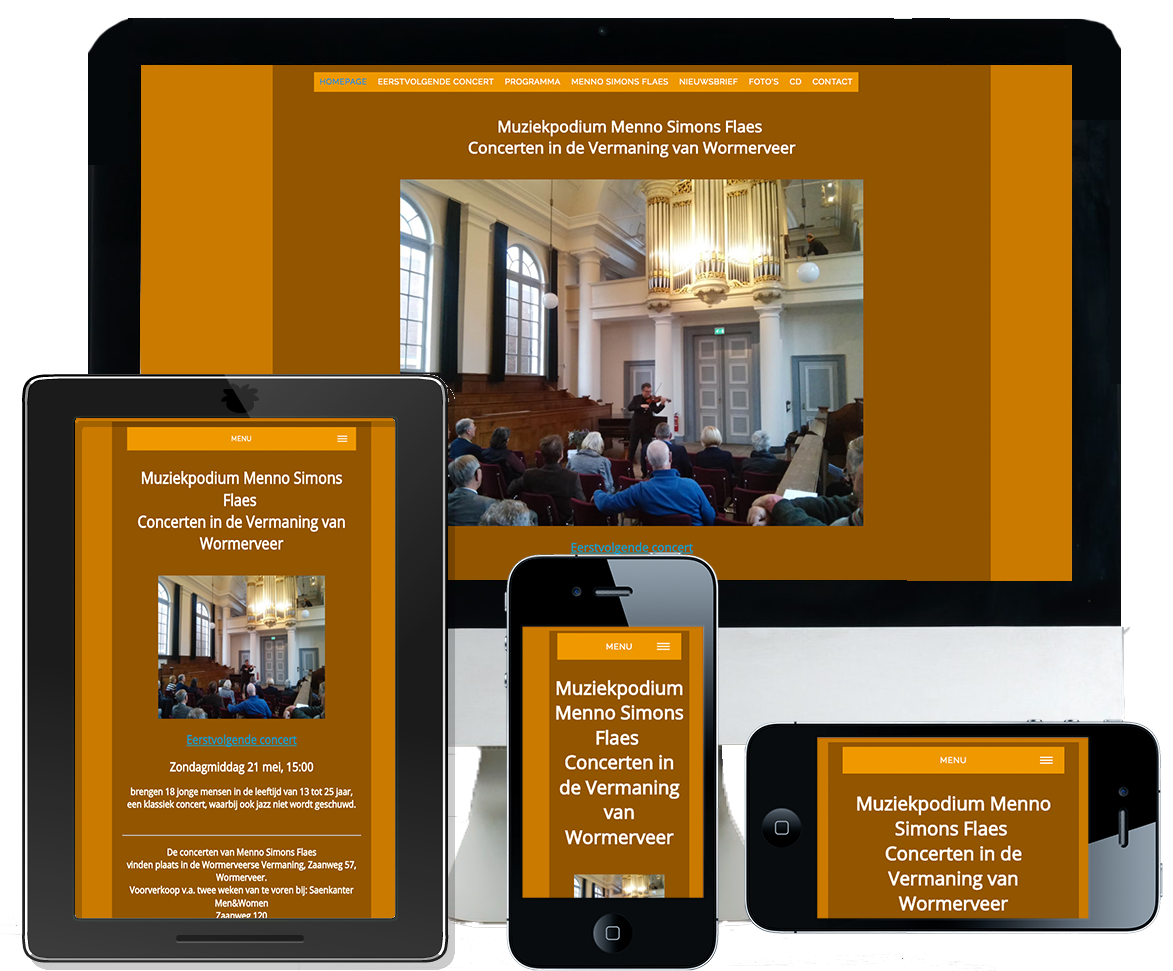 HOMEPAGE EERSTVOLGENDE CONCERT PROGRAMMA MENNO SIMONS FLAES NIEUWSBRIEF FOTO'S CD CONTACT
Muziekpodium Menno Simons Flaes
Concerten in de Vermaning van Wormerveer
Eerstvolgende concert
MENU
Muziekpodium Menno Simons
Flaes
Concerten in de Vermaning van
Wormerveer
Eerstvolgende concert
Zondagmiddag 21 mei, 15:00
brengen 18 jonge mensen in de leeftijd van 13 tot 25 jaar,
een klassiek concert, waarbij ook jazz niet wordt geschuwd.
De concerten van Menno Simons Flaes
vinden plaats in de Wormerveerse Vermaning, Zaanweg 57,
Wormerveer.
Voorverkoop v.a. twee weken van te voren bij: Saenkanter
Men&Women
Zaanweg 120
MENU
Muziekpodium
Menno Simons
Flaes
Concerten in
de Vermaning
van
Wormerveer
MENU
Muziekpodium Menno
Simons Flaes
Concerten in de
Vermaning van
Wormerveer